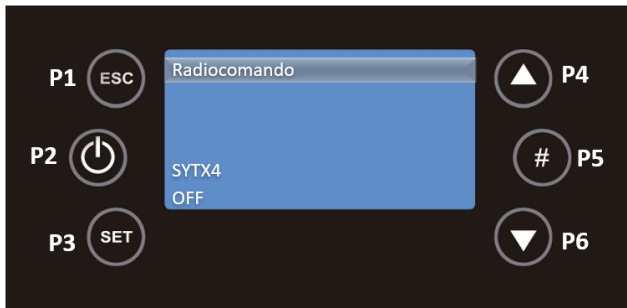 P1 ESC
Radiocomando
P4
P2
# P5
SYTX4
OFF
P3 SET
P6